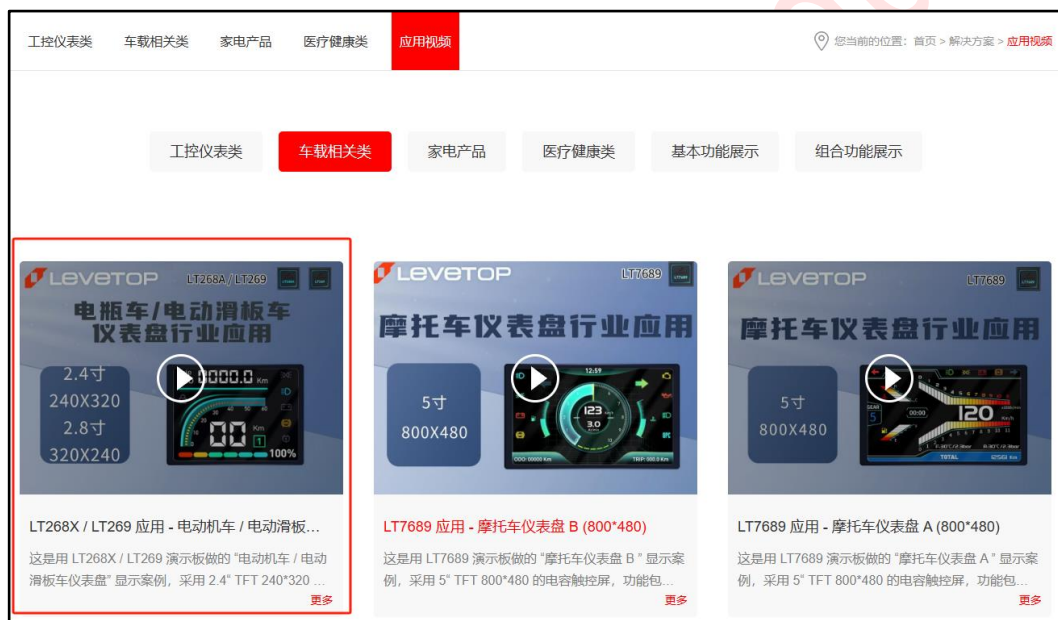 工控仪表类 车载相关类 家电产品 医疗健康类 应用视频 您当前的位置：首页 > 解决方案 > 应用视频
工控仪表类 车载相关类 家电产品 医疗健康类 基本功能展示 组合功能展示
LEVETOP LT268A / LT269
电瓶车/电动滑板车
仪表盘行业应用
2.4寸
240X320
2.8寸
320X240
0000.0 Km
00 Km
1
100%
LT268X / LT269 应用 - 电动机车 / 电动滑板...
这是用 LT268X / LT269 演示板做的 “电动机车 / 电动
滑板车仪表盘” 显示案例，采用 2.4" TFT 240*320 ...
更多
LEVETOP LT7689
摩托车仪表盘行业应用
5寸
800X480
12:59
123
3.0
ODO: 00000 Km TRIP: 000.0 Km
LT7689 应用 - 摩托车仪表盘 B (800*480)
这是用 LT7689 演示板做的 “摩托车仪表盘 B ” 显示案
例，采用 5" TFT 800*480 的电容触控屏，功能包...
更多
LEVETOP LT7689
摩托车仪表盘行业应用
5寸
800X480
GEAR
5
00:00
120
Km/h
TOTAL 12561 km
LT7689 应用 - 摩托车仪表盘 A (800*480)
这是用 LT7689 演示板做的 “摩托车仪表盘 A ” 显示案
例，采用 5" TFT 800*480 的电容触控屏，功能包...
更多